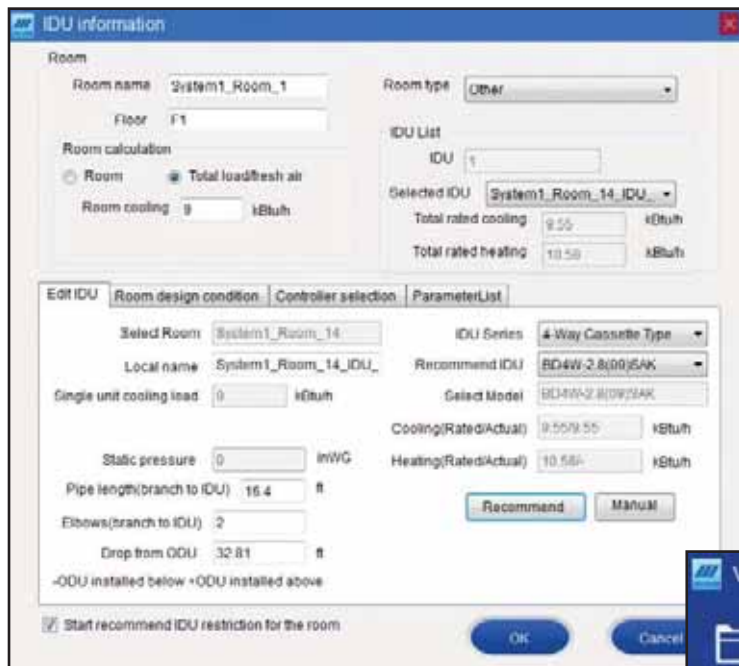 IDU information
Room
Room name System1_Room_1
Room type Other
Floor F1
IDU List
Room calculation
IDU 1
Room Total load/fresh air
Selected IDU System1_Room_14_IDU_
Room cooling 9 kBtu/h
Total rated cooling 9.55 kBtu/h
Total rated heating 10.58 kBtu/h
Edit IDU Room design condition Controller selection ParameterList
Select Room System1_Room_14
IDU Series 4-Way Cassette Type
Local name System1_Room_14_IDU_
Recommend IDU BD4W-2.8(09)SAK
Single unit cooling load 9 kBtu/h
Select Model BD4W-2.8(09)SAK
Cooling(Rated/Actual) 9.55/9.55 kBtu/h
Static pressure 0 inWG
Heating(Rated/Actual) 10.58/- kBtu/h
Pipe length(branch to IDU) 16.4 ft
Recommend Manual
Elbows(branch to IDU) 2
Drop from ODU 32.81 ft
-ODU installed below +ODU installed above
Start recommend IDU restriction for the room
OK Cancel